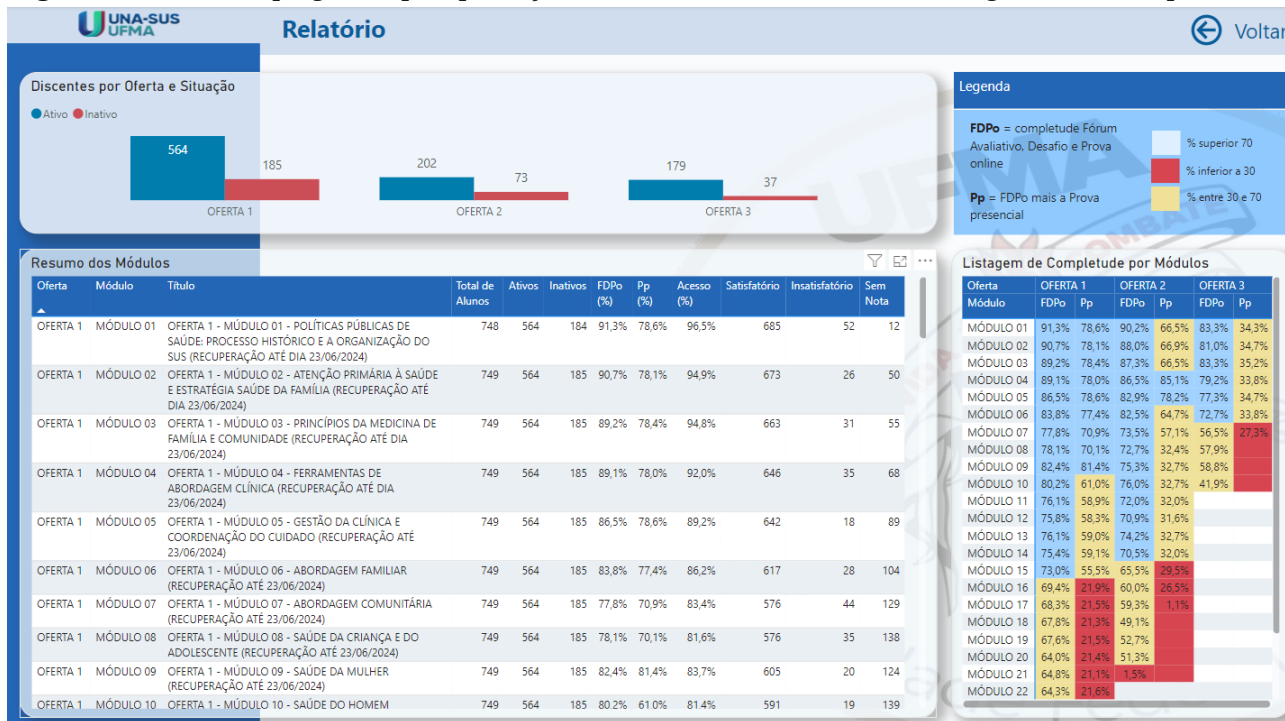 UNA-SUS
UFMA
Relatório
Voltar
Discentes por Oferta e Situação
Ativo Inativo
564
185
202
73
179
37
OFERTA 1
OFERTA 2
OFERTA 3
Legenda
FDPo = completude Fórum
Avaliativo, Desafio e Prova
online
Pp = FDPo mais a Prova
presencial
% superior 70
% inferior a 30
% entre 30 e 70
Resumo dos Módulos
Oferta Módulo Título Total de Alunos Ativos Inativos FDPo (%) Pp (%) Acesso (%) Satisfatório Insatisfatório Sem Nota
OFERTA 1 MÓDULO 01 OFERTA 1 - MÓDULO 01 - POLÍTICAS PÚBLICAS DE 748 564 184 91,3% 78,6% 96,5% 685 52 12
SAÚDE: PROCESSO HISTÓRICO E A ORGANIZAÇÃO DO
SUS (RECUPERAÇÃO ATÉ DIA 23/06/2024)
OFERTA 1 MÓDULO 02 OFERTA 1 - MÚDULO 02 - ATENÇÃO PRIMÁRIA À SAÚDE 749 564 185 90,7% 78,1% 94,9% 673 26 50
E ESTRATÉGIA SAÚDE DA FAMÍLIA (RECUPERAÇÃO ATÉ
DIA 23/06/2024)
OFERTA 1 MÓDULO 03 OFERTA 1 - MÚDULO 03 - PRINCÍPIOS DA MEDICINA DE 749 564 185 89,2% 78,4% 94,8% 663 31 55
FAMÍLIA E COMUNIDADE (RECUPERAÇÃO ATÉ DIA
23/06/2024)
OFERTA 1 MÓDULO 04 OFERTA 1 - MÚDULO 04 - FERRAMENTAS DE 749 564 185 89,1% 78,0% 92,0% 646 35 68
ABORDAGEM CLÍNICA (RECUPERAÇÃO ATÉ DIA
23/06/2024)
OFERTA 1 MÓDULO 05 OFERTA 1 - MÚDULO 05 - GESTÃO DA CLÍNICA E 749 564 185 86,5% 78,6% 89,2% 642 18 89
COORDENAÇÃO DO CUIDADO (RECUPERAÇÃO ATÉ
23/06/2024)
OFERTA 1 MÓDULO 06 OFERTA 1 - MÚDULO 06 - ABORDAGEM FAMILIAR 749 564 185 83,8% 77,4% 86,2% 617 28 104
(RECUPERAÇÃO ATÉ 23/06/2024)
OFERTA 1 MÓDULO 07 OFERTA 1 - MÚDULO 07 - ABORDAGEM COMUNITÁRIA 749 564 185 77,8% 70,9% 83,4% 576 44 129
(RECUPERAÇÃO ATÉ 23/06/2024)
OFERTA 1 MÓDULO 08 OFERTA 1 - MÚDULO 08 - SAÚDE DA CRIANÇA E DO 749 564 185 78,1% 70,1% 81,6% 576 35 138
ADOLESCENTE (RECUPERAÇÃO ATÉ 23/06/2024)
OFERTA 1 MÓDULO 09 OFERTA 1 - MÚDULO 09 - SAÚDE DA MULHER 749 564 185 82,4% 81,4% 83,7% 605 20 124
(RECUPERAÇÃO ATÉ 23/06/2024)
OFERTA 1 MÓDULO 10 OFERTA 1 - MÚDULO 10 - SAÚDE DO HOMEM 749 564 185 80,2% 61,0% 81,4% 591 19 139
Listagem de Completude por Módulos
Oferta OFERTA 1 OFERTA 2 OFERTA 3
Módulo FDPo Pp FDPo Pp FDPo Pp
MÓDULO 01 91,3% 78,6% 90,2% 66,5% 83,3% 34,3%
MÓDULO 02 90,7% 78,1% 88,0% 66,9% 81,0% 34,7%
MÓDULO 03 89,2% 78,4% 87,3% 66,5% 83,3% 35,2%
MÓDULO 04 89,1% 78,0% 86,5% 85,1% 79,2% 33,8%
MÓDULO 05 86,5% 78,6% 82,9% 78,2% 77,3% 34,7%
MÓDULO 06 83,8% 77,4% 82,5% 64,7% 72,7% 33,8%
MÓDULO 07 77,8% 70,9% 73,5% 57,1% 56,5% 27,3%
MÓDULO 08 78,1% 70,1% 72,7% 32,4% 57,9%
MÓDULO 09 82,4% 81,4% 75,3% 32,7% 58,8%
MÓDULO 10 80,2% 61,0% 76,0% 32,7% 41,9%
MÓDULO 11 76,1% 58,9% 72,0% 32,0%
MÓDULO 12 75,8% 58,3% 70,9% 31,6%
MÓDULO 13 76,1% 59,0% 74,2% 32,7%
MÓDULO 14 75,4% 59,1% 70,5% 32,0%
MÓDULO 15 73,0% 55,5% 65,5% 29,5%
MÓDULO 16 69,4% 21,9% 60,0% 26,5%
MÓDULO 17 68,3% 21,5% 59,3% 1,1%
MÓDULO 18 67,8% 21,3% 49,1%
MÓDULO 19 67,6% 21,5% 52,7%
MÓDULO 20 64,0% 21,4% 51,3%
MÓDULO 21 64,8% 21,1% 1,5%
MÓDULO 22 64,3% 21,6%
UFMA
COMBATE